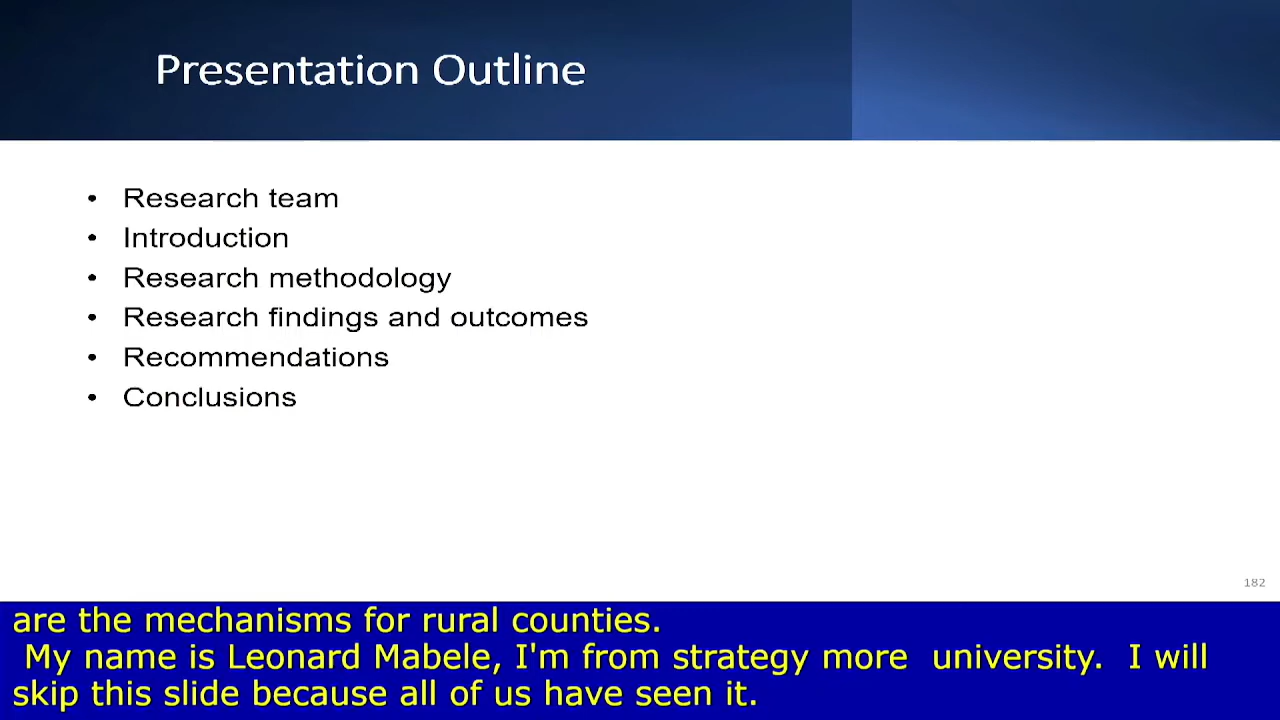 Presentation Outline
• Research team
• Introduction
• Research methodology
• Research findings and outcomes
• Recommendations
• Conclusions
182
are the mechanisms for rural counties.
My name is Leonard Mabele, I'm from strategy more university. I will
skip this slide because all of us have seen it.